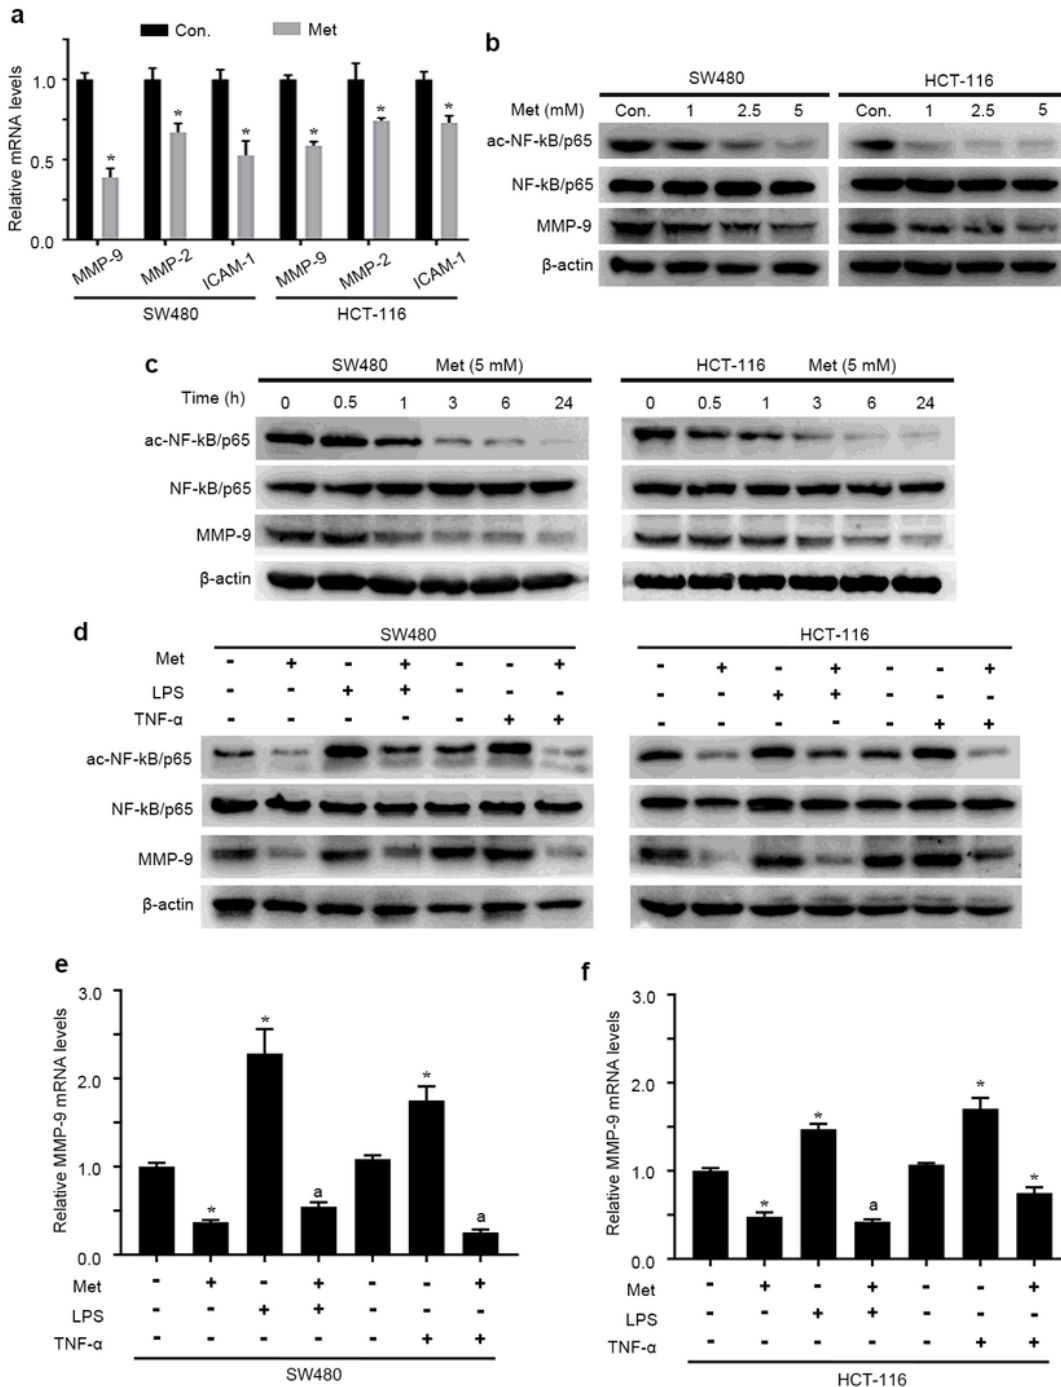 a
Con. Met
Relative mRNA levels
1.0
0.5
0.0
MMP-9 MMP-2 ICAM-1 MMP-9 MMP-2 ICAM-1
SW480 HCT-116
b
SW480 HCT-116
Met (mM) Con. 1 2.5 5 Con. 1 2.5 5
ac-NF-kB/p65
NF-kB/p65
MMP-9
β-actin
c
SW480 Met (5 mM) HCT-116 Met (5 mM)
Time (h) 0 0.5 1 3 6 24 0 0.5 1 3 6 24
ac-NF-kB/p65
NF-kB/p65
MMP-9
β-actin
d
SW480 HCT-116
Met - + - + - - + - + - + - - +
LPS - - + + - - - - - + + - - -
TNF-α - - - - - + + - - - - - + +
ac-NF-kB/p65
NF-kB/p65
MMP-9
β-actin
e
Relative MMP-9 mRNA levels
3.0
2.0
1.0
0.0
* * a * a
Met - + - + - - +
LPS - - + + - - -
TNF-α - - - - - + +
SW480
f
Relative MMP-9 mRNA levels
3.0
2.0
1.0
0.0
* * a * *
Met - + - + - - +
LPS - - + + - - -
TNF-α - - - - - + +
HCT-116